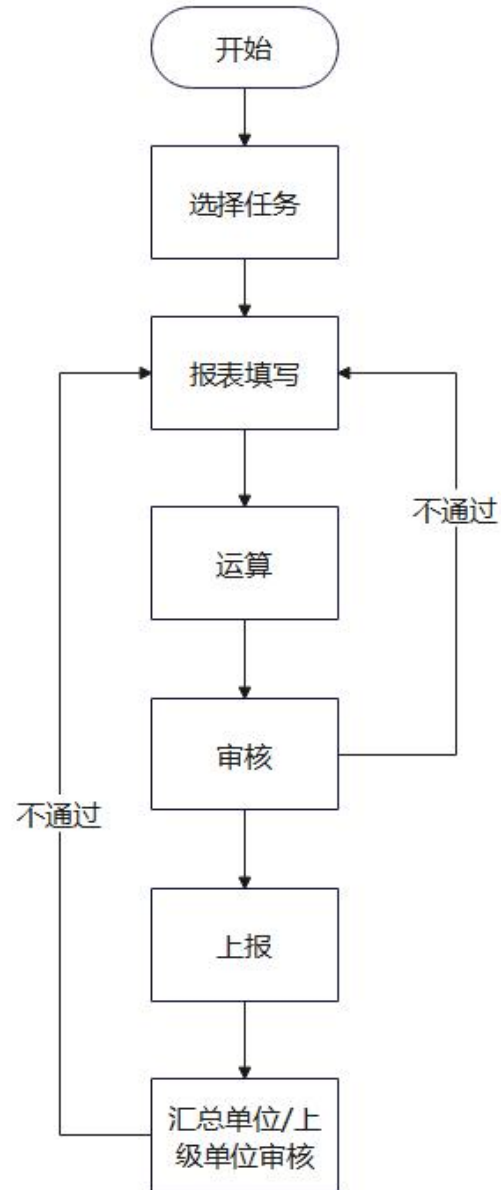 开始
选择任务
报表填写
不通过
运算
审核
不通过
上报
汇总单位/上
级单位审核